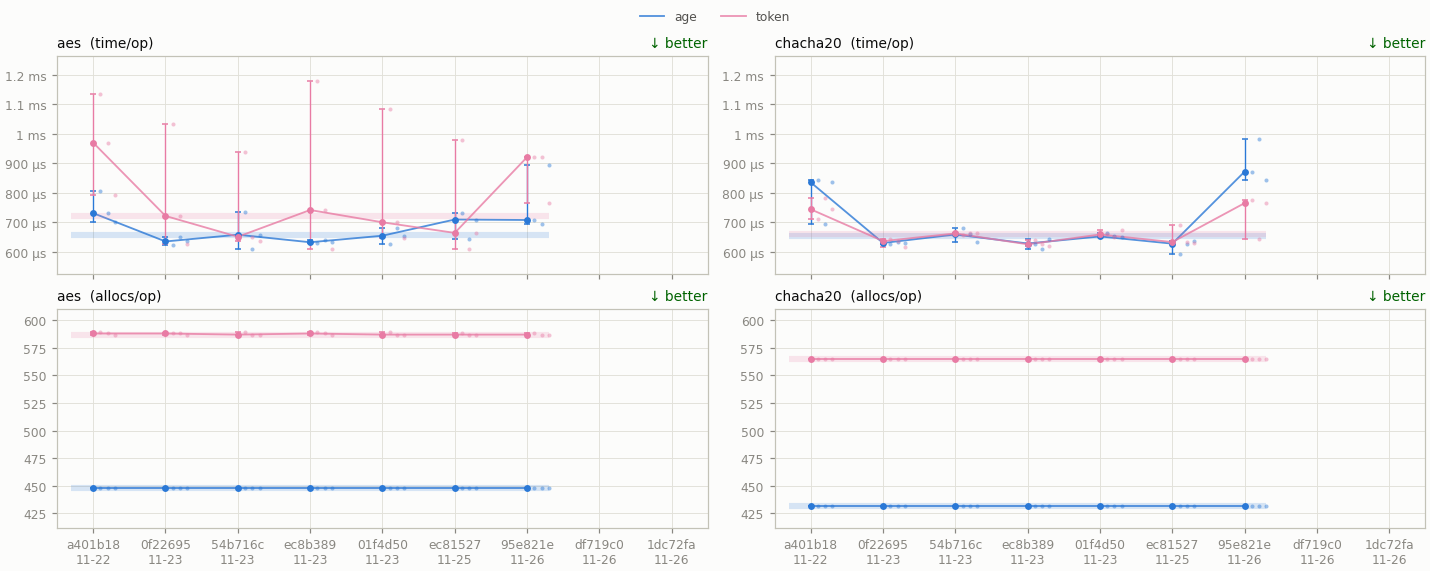 age token
aes (time/op) ↓ better
chacha20 (time/op) ↓ better
1.2 ms
1.1 ms
1 ms
900 µs
800 µs
700 µs
600 µs
1.2 ms
1.1 ms
1 ms
900 µs
800 µs
700 µs
600 µs
aes (allocs/op) ↓ better
chacha20 (allocs/op) ↓ better
600
575
550
525
500
475
450
425
600
575
550
525
500
475
450
425
a401b18 0f22695 54b716c ec8b389 01f4d50 ec81527 95e821e df719c0 1dc72fa
11-22 11-23 11-23 11-23 11-23 11-25 11-26 11-26 11-26
a401b18 0f22695 54b716c ec8b389 01f4d50 ec81527 95e821e df719c0 1dc72fa
11-22 11-23 11-23 11-23 11-23 11-25 11-26 11-26 11-26